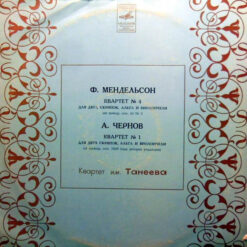 Ф. МЕНДЕЛЬСОН
КВАРТЕТ № 4
ДЛЯ ДВУХ СКРИПОК, АЛЬТА И ВИОЛОНЧЕЛИ
А. ЧЕРНОВ
КВАРТЕТ № 1
ДЛЯ ДВУХ СКРИПОК, АЛЬТА И ВИОЛОНЧЕЛИ
Квартет им. Танеева